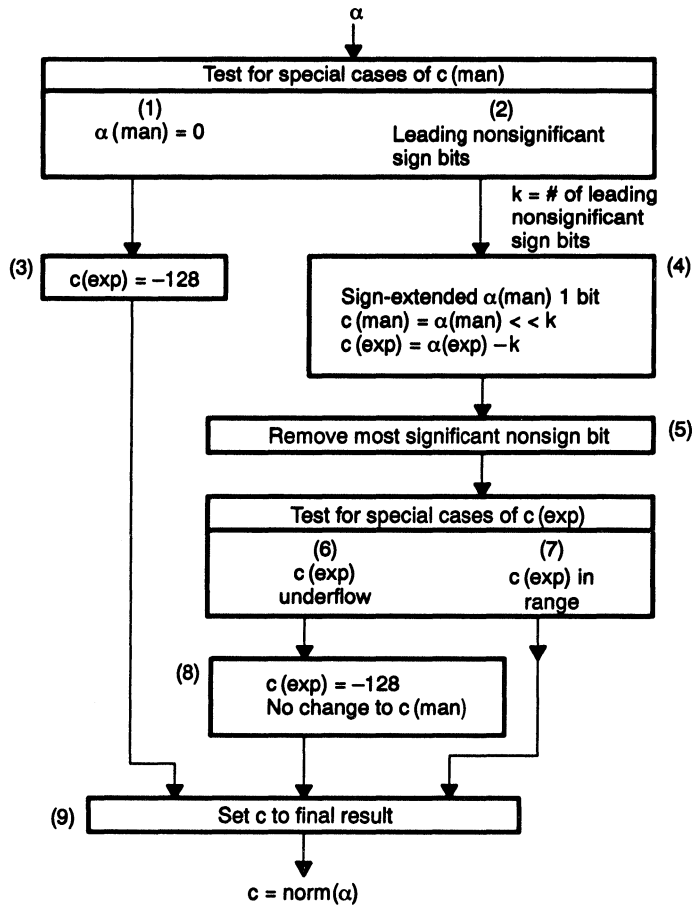 α
Test for special cases of c (man)
(1)
α (man) = 0
(2)
Leading nonsignificant
sign bits
k = # of leading
nonsignificant
sign bits
(3)
c(exp) = –128
(4)
Sign-extended α(man) 1 bit
c (man) = α(man) < < k
c (exp) = α(exp) – k
Remove most significant nonsign bit
(5)
Test for special cases of c (exp)
(6)
c (exp)
underflow
(7)
c (exp) in
range
(8)
c (exp) = –128
No change to c (man)
(9)
Set c to final result
c = norm(α)